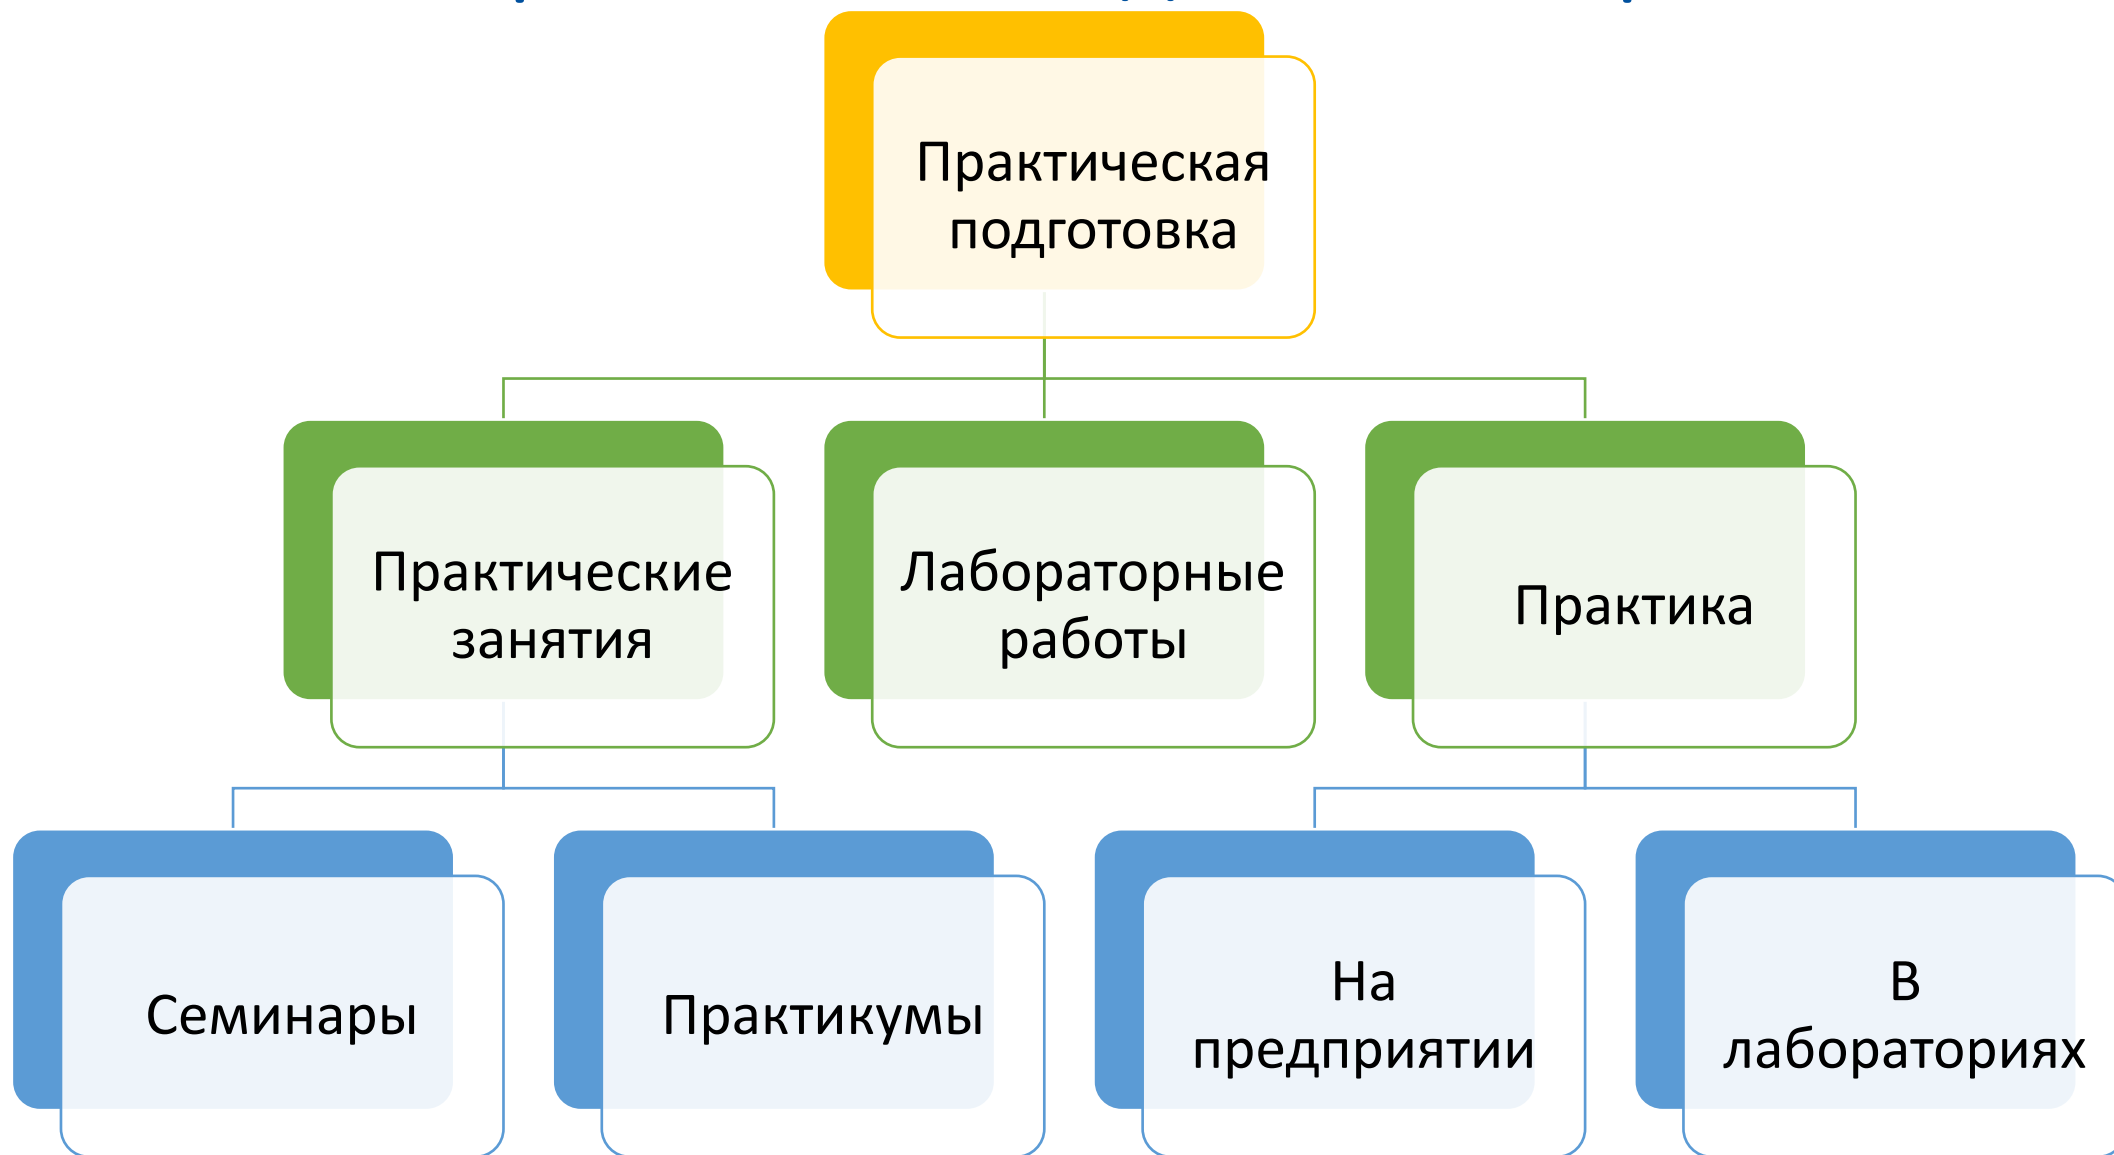 Практическая
подготовка
Практические
занятия
Лабораторные
работы
Практика
Семинары
Практикумы
На
предприятии
В
лабораториях